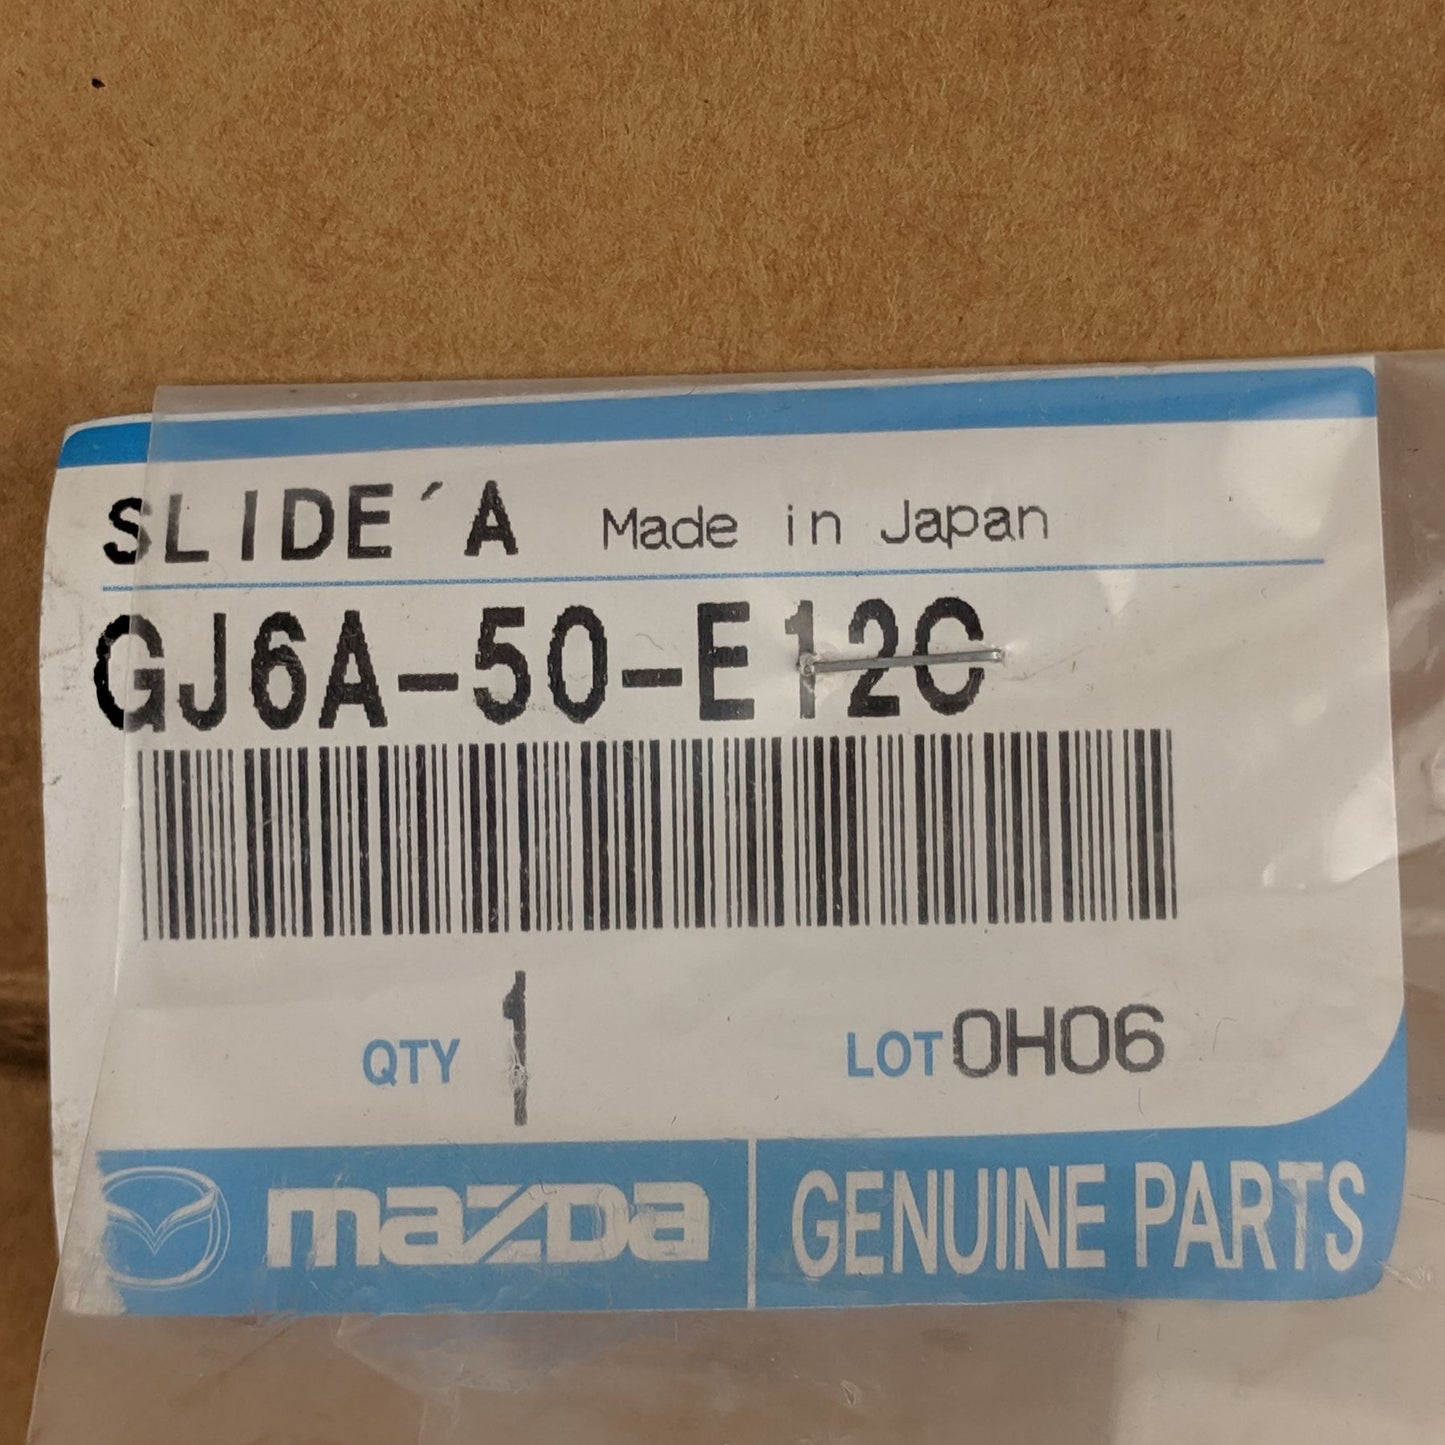 SLIDE´A Made in Japan
GJ6A-50-E12C
QTY 1 LOT 0H06
mazda GENUINE PARTS